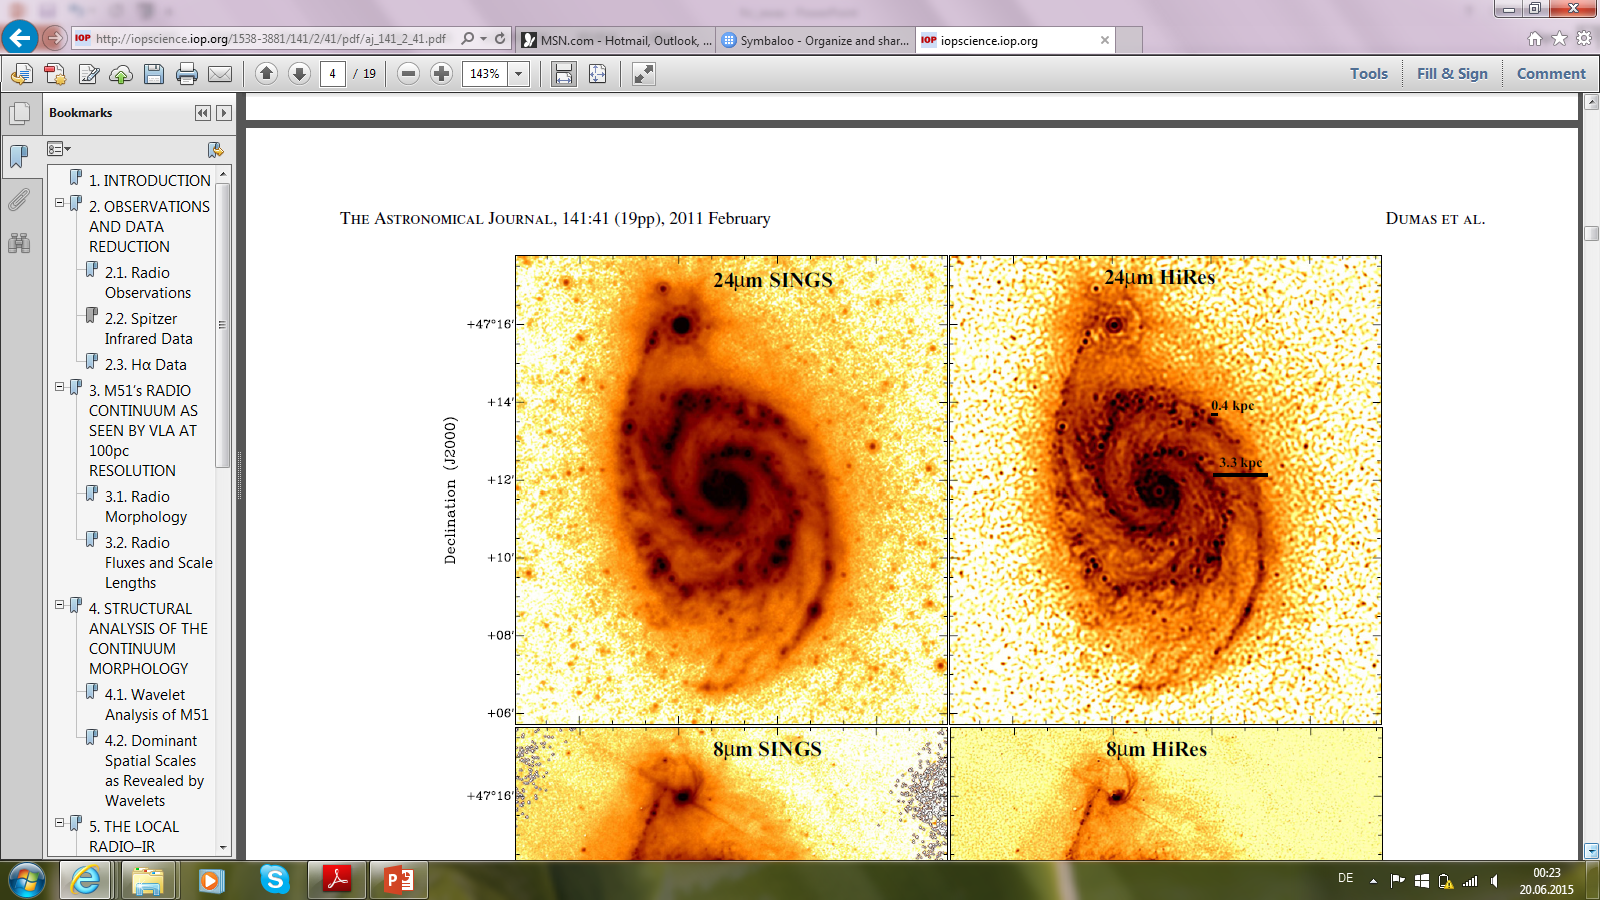 http://iopscience.iop.org/1538-3881/141/2/41/pdf/aj_141_2_41.pdf
MSN.com - Hotmail, Outlook, ...
Symbaloo - Organize and shar...
iopscience.iop.org
4 / 19
143%
Tools
Fill & Sign
Comment
Bookmarks
1. INTRODUCTION
2. OBSERVATIONS
AND DATA
REDUCTION
2.1. Radio
Observations
2.2. Spitzer
Infrared Data
2.3. Hα Data
3. M51's RADIO
CONTINUUM AS
SEEN BY VLA AT
100pc
RESOLUTION
3.1. Radio
Morphology
3.2. Radio
Fluxes and Scale
Lengths
4. STRUCTURAL
ANALYSIS OF THE
CONTINUUM
MORPHOLOGY
4.1. Wavelet
Analysis of M51
4.2. Dominant
Spatial Scales
as Revealed by
Wavelets
5. THE LOCAL
RADIO–IR
The Astronomical Journal, 141:41 (19pp), 2011 February
Dumas et al.
24μm SINGS
24μm HiRes
+47°16'
+14'
+12'
+10'
+08'
+06'
Declination (J2000)
0.4 kpc
3.3 kpc
8μm SINGS
8μm HiRes
+47°16'
DE
00:23
20.06.2015